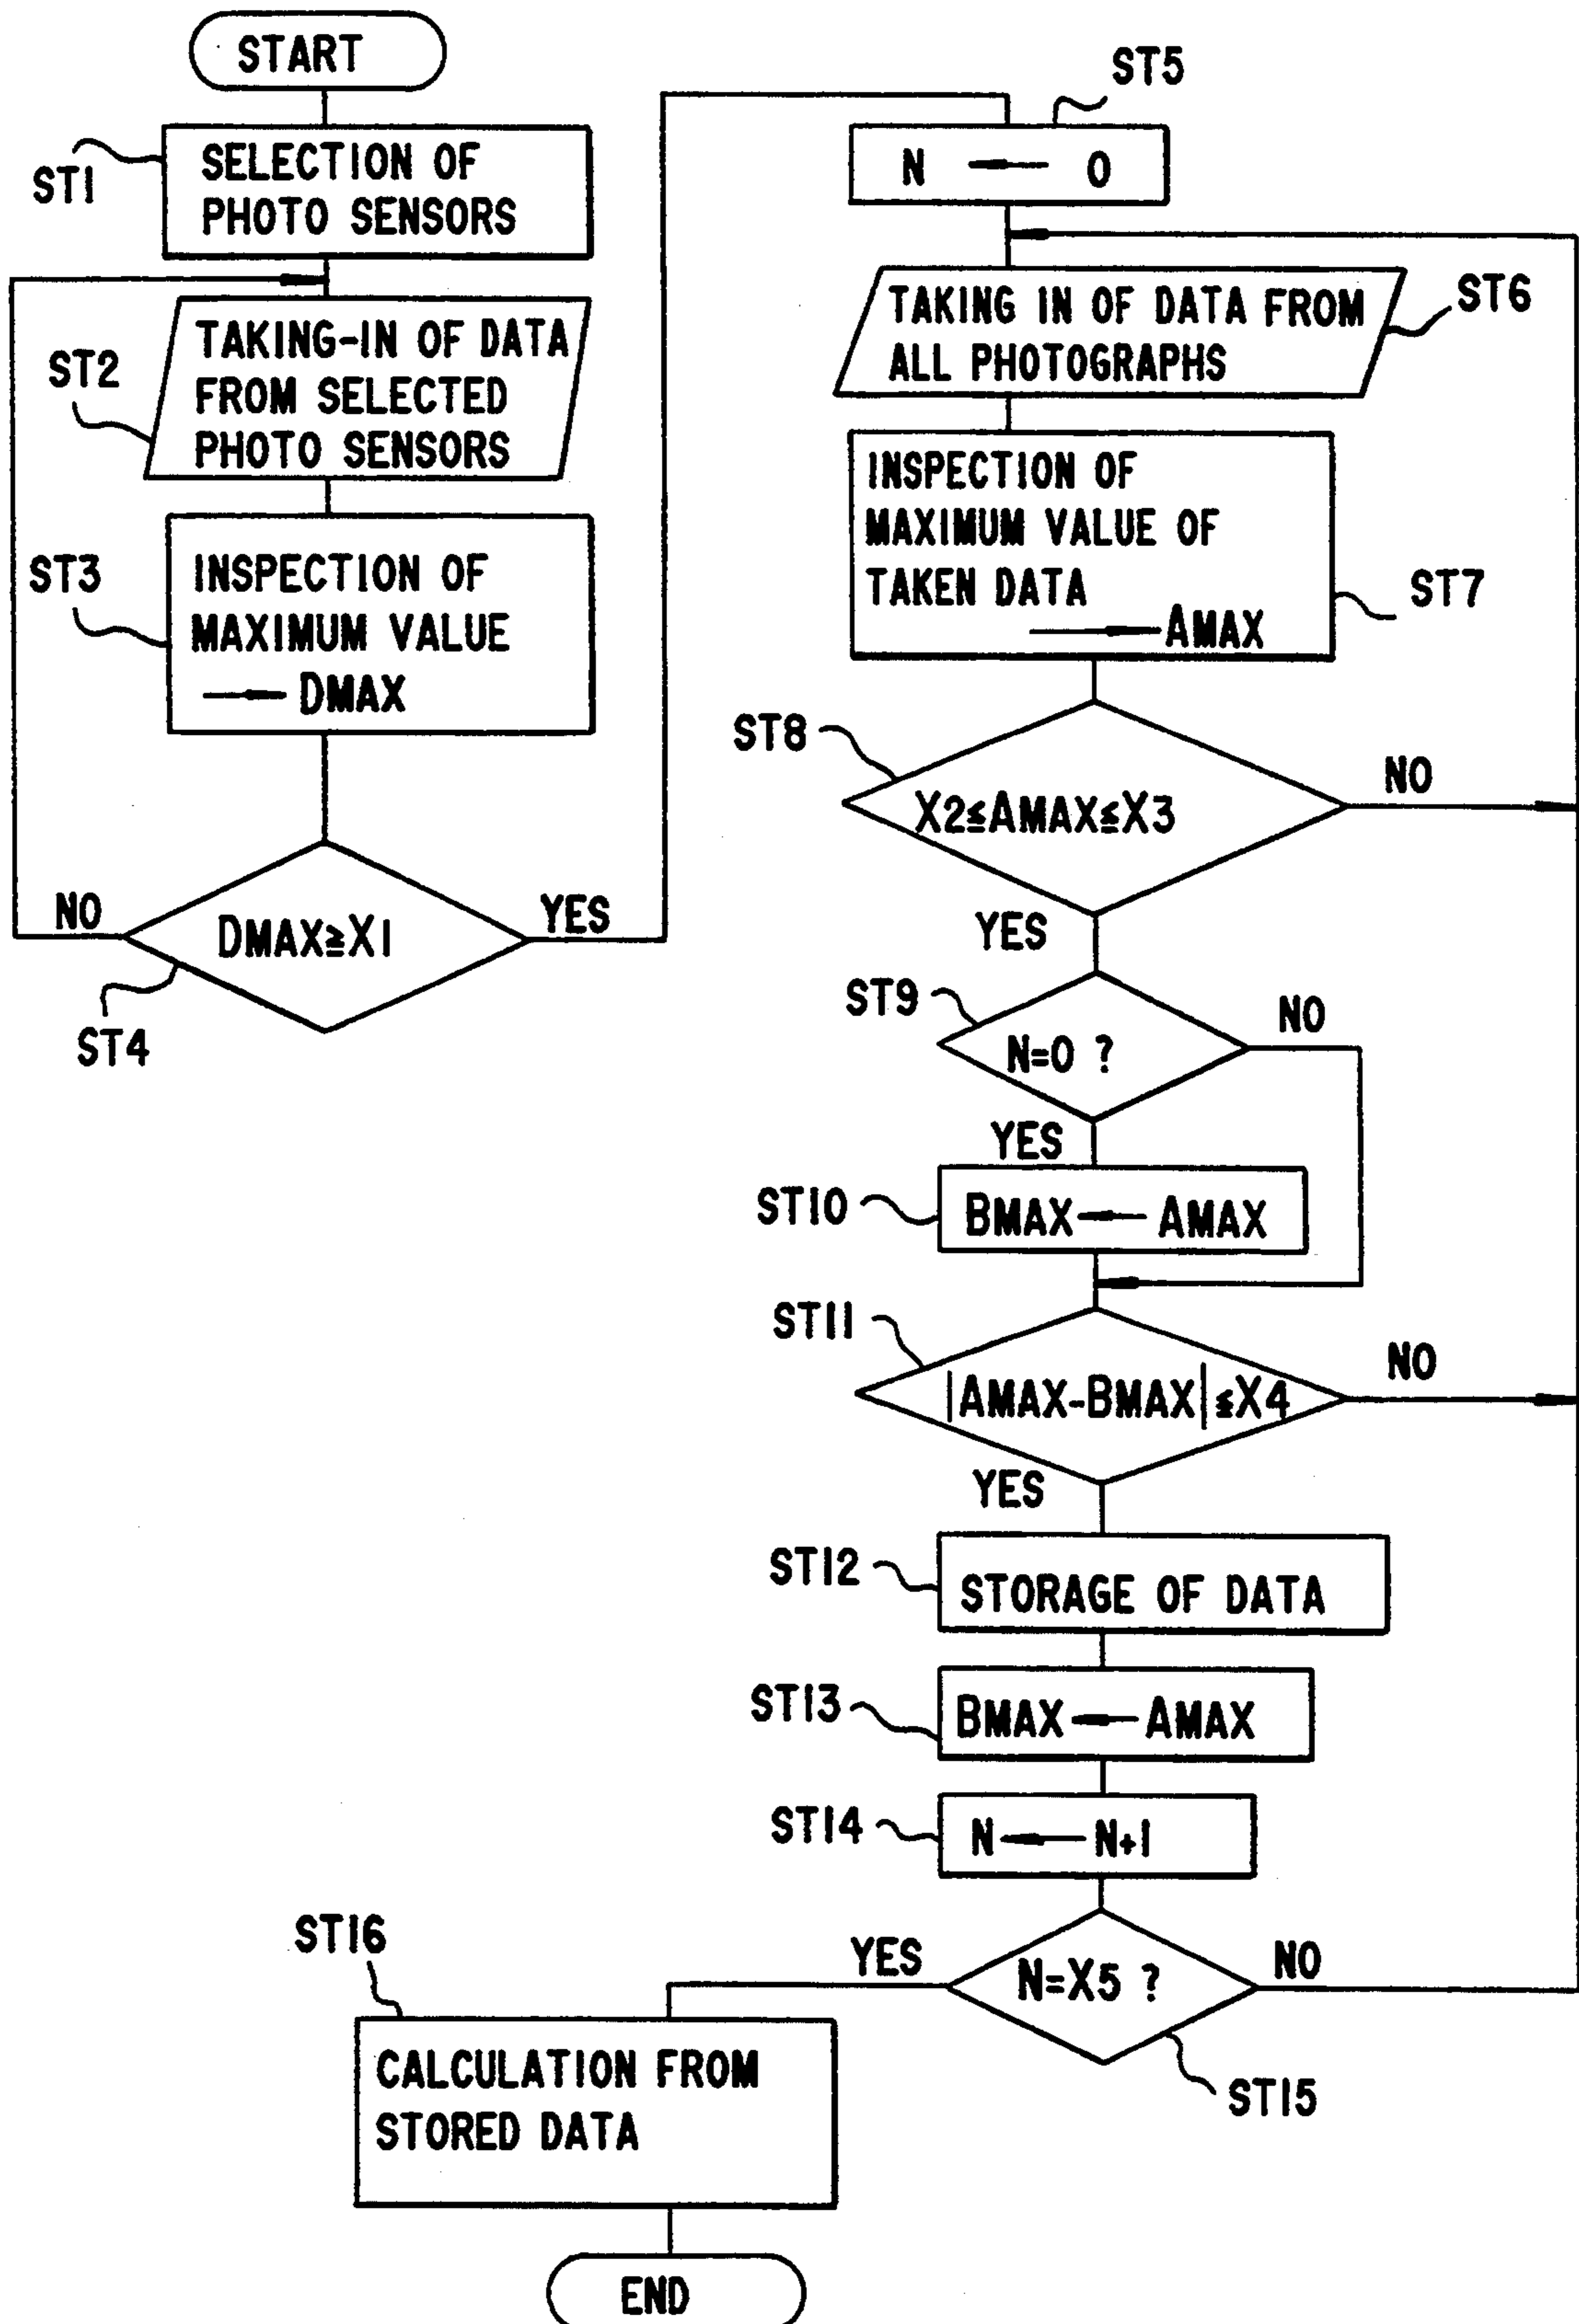 START
ST1
SELECTION OF
PHOTO SENSORS
ST2
TAKING-IN OF DATA
FROM SELECTED
PHOTO SENSORS
ST3
INSPECTION OF
MAXIMUM VALUE
→ DMAX
NO
DMAX≧X1
YES
ST4
ST5
N ← 0
TAKING IN OF DATA FROM
ALL PHOTOGRAPHS
ST6
INSPECTION OF
MAXIMUM VALUE OF
TAKEN DATA
→ AMAX
ST7
ST8
X2≦AMAX≦X3
NO
YES
ST9
N=0 ?
NO
YES
ST10
BMAX ← AMAX
ST11
|AMAX-BMAX|≦X4
NO
YES
ST12
STORAGE OF DATA
ST13
BMAX ← AMAX
ST14
N ← N+1
YES
N=X5 ?
NO
ST15
ST16
CALCULATION FROM
STORED DATA
END